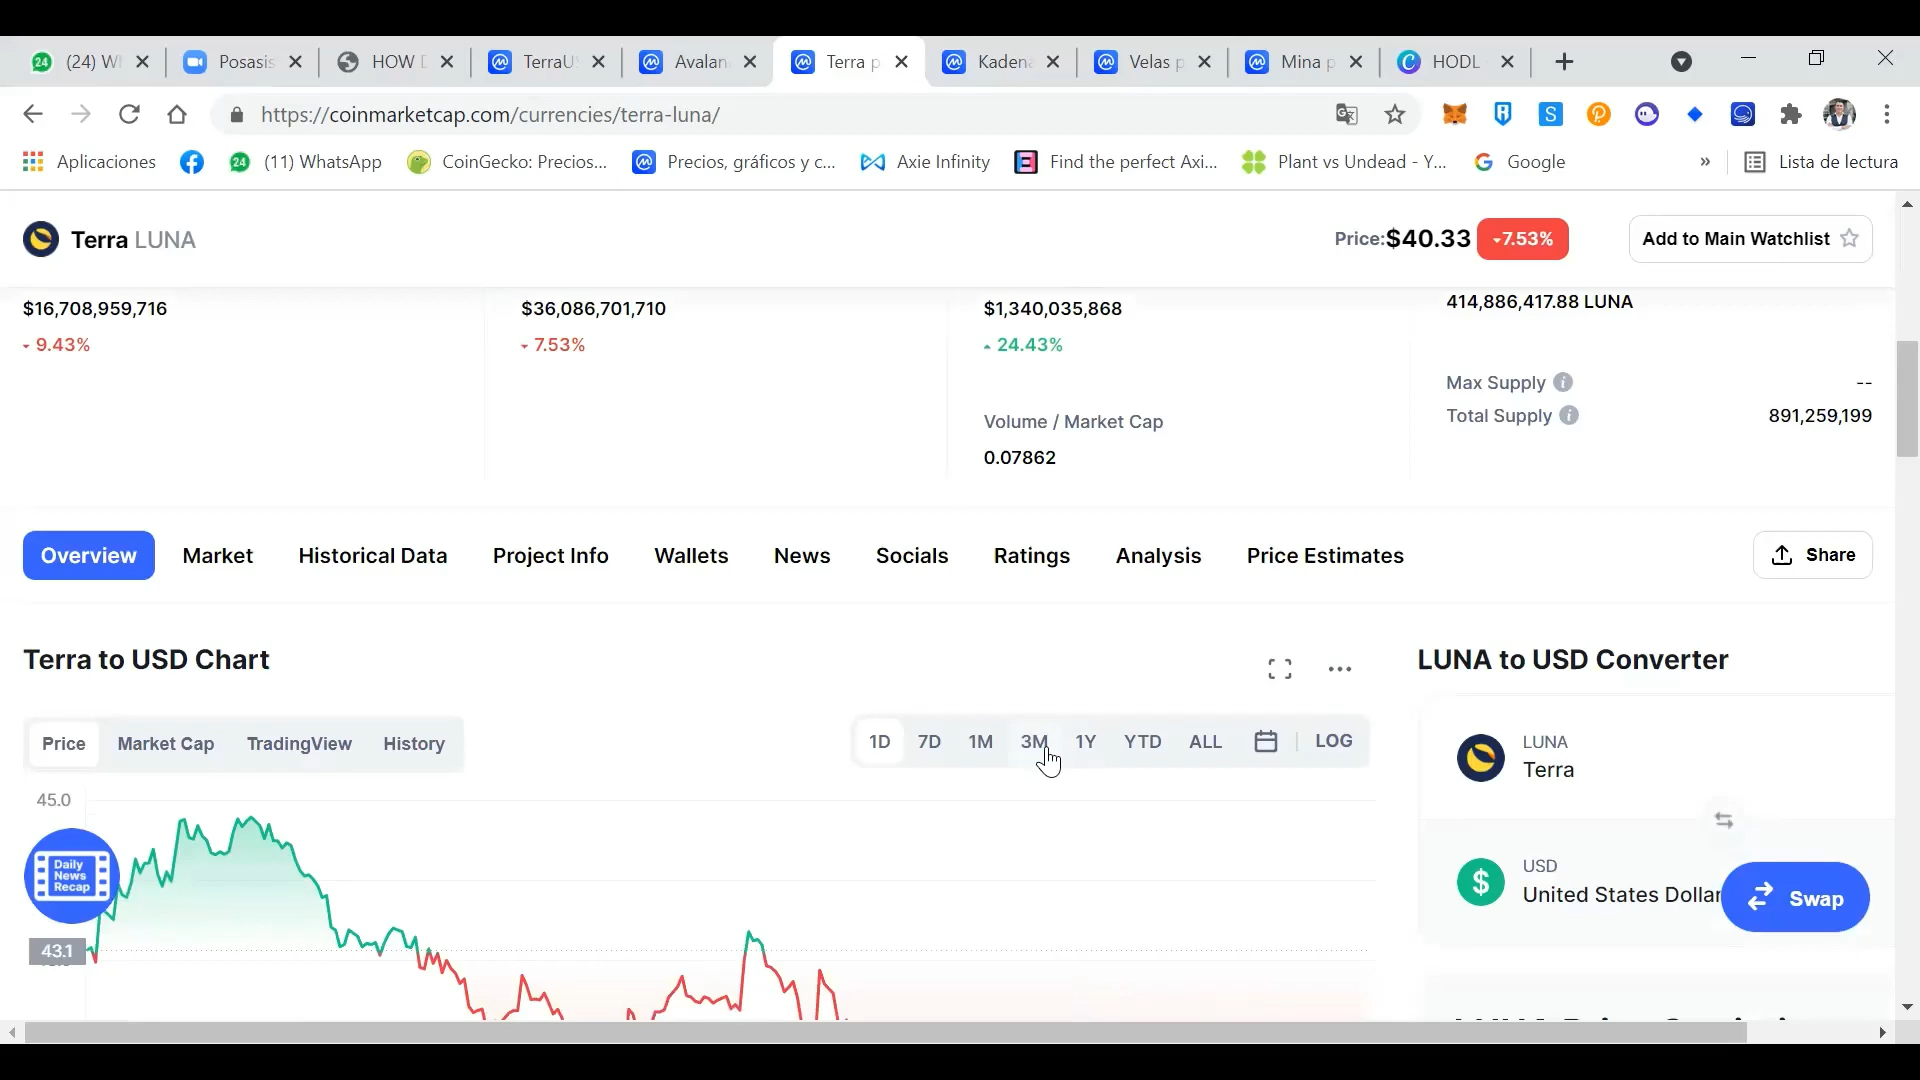 24 (24) W
Posasis
HOW D
TerraU
Avalan
Terra p
Kadena
Velas p
Mina p
HODL
https://coinmarketcap.com/currencies/terra-luna/
Aplicaciones
24 (11) WhatsApp
CoinGecko: Precios...
Precios, gráficos y c...
Axie Infinity
Find the perfect Axi...
Plant vs Undead - Y...
Google
»
Lista de lectura
Terra LUNA
Price:$40.33
7.53%
Add to Main Watchlist
$16,708,959,716
9.43%
$36,086,701,710
7.53%
$1,340,035,868
24.43%
Volume / Market Cap
0.07862
414,886,417.88 LUNA
Max Supply --
Total Supply 891,259,199
Overview
Market
Historical Data
Project Info
Wallets
News
Socials
Ratings
Analysis
Price Estimates
Share
Terra to USD Chart
LUNA to USD Converter
Price
Market Cap
TradingView
History
1D 7D 1M 3M 1Y YTD ALL LOG
LUNA
Terra
USD
United States Dollar
Swap
45.0
Daily
News
Recap
43.1